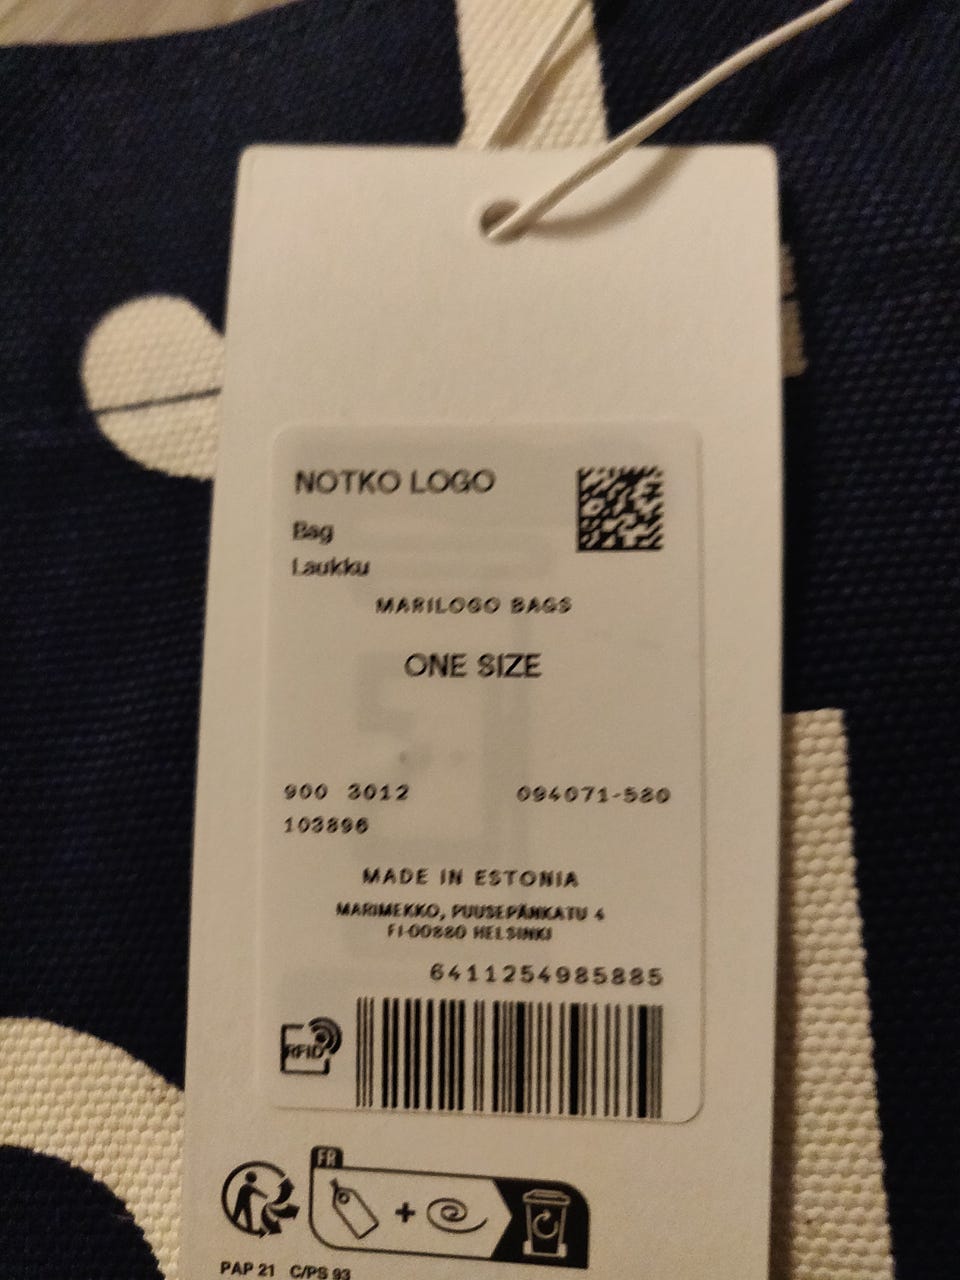 NOTKO LOGO
Bag
Laukku
MARILOGO BAGS
ONE SIZE
900 3012 094071-580
103896
MADE IN ESTONIA
MARIMEKKO, PUUSEPÄNKATU 4
FI-00880 HELSINKI
6411254985885
RFID
FR
PAP 21 C/PS 93